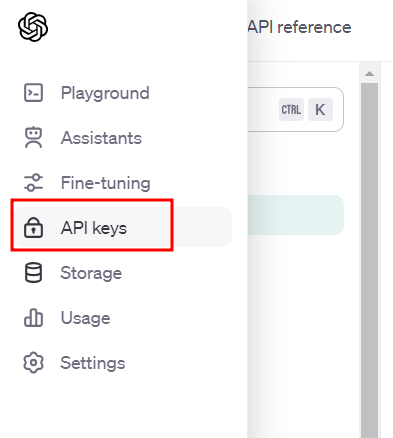 API reference
Playground
CTRL K
Assistants
Fine-tuning
API keys
Storage
Usage
Settings